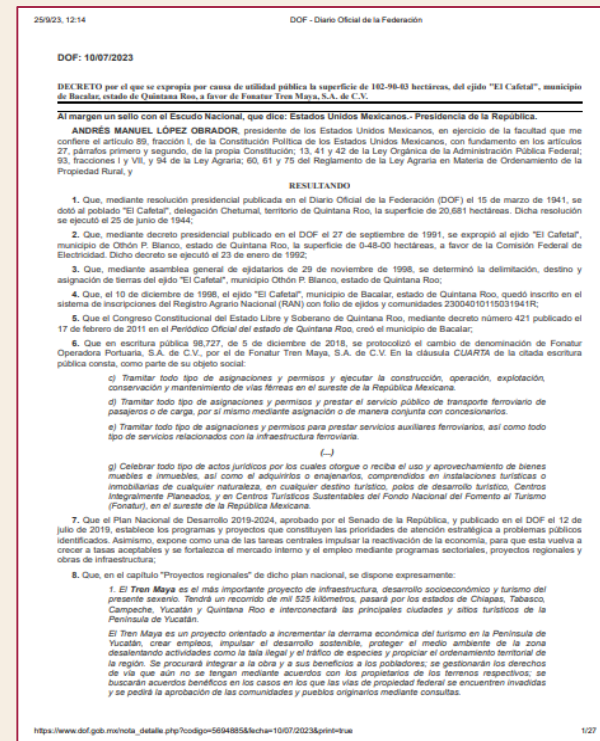 25/9/23, 12:14
DOF - Diario Oficial de la Federación
DOF: 10/07/2023
DECRETO por el que se expropia por causa de utilidad pública la superficie de 102-90-03 hectáreas, del ejido "El Cafetal", municipio
de Bacalar, estado de Quintana Roo, a favor de Fonatur Tren Maya, S.A. de C.V.
Al margen un sello con el Escudo Nacional, que dice: Estados Unidos Mexicanos.- Presidencia de la República.
ANDRÉS MANUEL LÓPEZ OBRADOR, presidente de los Estados Unidos Mexicanos, en ejercicio de la facultad que me
confiere el artículo 89, fracción I, de la Constitución Política de los Estados Unidos Mexicanos, con fundamento en los artículos
27, párrafos primero y segundo, de la propia Constitución; 13, 41 y 42 de la Ley Orgánica de la Administración Pública Federal;
93, fracciones I y VII, y 94 de la Ley Agraria; 60, 61 y 75 del Reglamento de la Ley Agraria en Materia de Ordenamiento de la
Propiedad Rural, y
RESULTANDO
1. Que, mediante resolución presidencial publicada en el Diario Oficial de la Federación (DOF) el 15 de marzo de 1941, se
dotó al poblado "El Cafetal", delegación Chetumal, territorio de Quintana Roo, la superficie de 20,681 hectáreas. Dicha resolución
se ejecutó el 25 de junio de 1944;
2. Que, mediante decreto presidencial publicado en el DOF el 27 de septiembre de 1991, se expropió al ejido "El Cafetal",
municipio de Othón P. Blanco, estado de Quintana Roo, la superficie de 0-48-00 hectáreas, a favor de la Comisión Federal de
Electricidad. Dicho decreto se ejecutó el 23 de enero de 1992;
3. Que, mediante asamblea general de ejidatarios de 29 de noviembre de 1998, se determinó la delimitación, destino y
asignación de tierras del ejido "El Cafetal", municipio Othón P. Blanco, estado de Quintana Roo;
4. Que, el 10 de diciembre de 1998, el ejido "El Cafetal", municipio de Bacalar, estado de Quintana Roo, quedó inscrito en el
sistema de inscripciones del Registro Agrario Nacional (RAN) con folio de ejidos y comunidades 23004010115031941R;
5. Que el Congreso Constitucional del Estado Libre y Soberano de Quintana Roo, mediante decreto número 421 publicado el
17 de febrero de 2011 en el Periódico Oficial del estado de Quintana Roo, creó el municipio de Bacalar;
6. Que en escritura pública 98,727, de 5 de diciembre de 2018, se protocolizó el cambio de denominación de Fonatur
Operadora Portuaria, S.A. de C.V., por el de Fonatur Tren Maya, S.A. de C.V. En la cláusula CUARTA de la citada escritura
pública consta, como parte de su objeto social:
c) Tramitar todo tipo de asignaciones y permisos y ejecutar la construcción, operación, explotación,
conservación y mantenimiento de vías férreas en el sureste de la República Mexicana.
d) Tramitar todo tipo de asignaciones y permisos y prestar el servicio público de transporte ferroviario de
pasajeros o de carga, por sí mismo mediante asignación o de manera conjunta con concesionarios.
e) Tramitar todo tipo de asignaciones y permisos para prestar servicios auxiliares ferroviarios, así como todo
tipo de servicios relacionados con la infraestructura ferroviaria.
(...)
g) Celebrar todo tipo de actos jurídicos por los cuales otorgue o reciba el uso y aprovechamiento de bienes
muebles e inmuebles, así como el adquirirlos o enajenarlos, comprendidos en instalaciones turísticas o
inmobiliarias de cualquier naturaleza, en cualquier destino turístico, polos de desarrollo turístico, Centros
Integralmente Planeados, y en Centros Turísticos Sustentables del Fondo Nacional del Fomento al Turismo
(Fonatur), en el sureste de la República Mexicana.
7. Que el Plan Nacional de Desarrollo 2019-2024, aprobado por el Senado de la República, y publicado en el DOF el 12 de
julio de 2019, establece los programas y proyectos que constituyen las prioridades de atención estratégica a problemas públicos
identificados. Asimismo, expone como una de las tareas centrales impulsar la reactivación de la economía, para que esta vuelva a
crecer a tasas aceptables y se fortalezca el mercado interno y el empleo mediante programas sectoriales, proyectos regionales y
obras de infraestructura;
8. Que, en el capítulo "Proyectos regionales" de dicho plan nacional, se dispone expresamente:
1. El Tren Maya es el más importante proyecto de infraestructura, desarrollo socioeconómico y turismo del
presente sexenio. Tendrá un recorrido de mil 525 kilómetros, pasará por los estados de Chiapas, Tabasco,
Campeche, Yucatán y Quintana Roo e interconectará las principales ciudades y sitios turísticos de la
Península de Yucatán.
El Tren Maya es un proyecto orientado a incrementar la derrama económica del turismo en la Península de
Yucatán, crear empleos, impulsar el desarrollo sostenible, proteger el medio ambiente de la zona
desalentando actividades como la tala ilegal y el tráfico de especies y propiciar el ordenamiento territorial de
la región. Se procurará integrar a la obra y a sus beneficios a los pobladores; se gestionarán los derechos
de vía que aún no se tengan mediante acuerdos con los propietarios de los terrenos respectivos; se
buscarán acuerdos benéficos en los casos en los que las vías de propiedad federal se encuentren invadidas
y se pedirá la aprobación de las comunidades y pueblos originarios mediante consultas.
https://www.dof.gob.mx/nota_detalle.php?codigo=5694885&fecha=10/07/2023&print=true
1/27